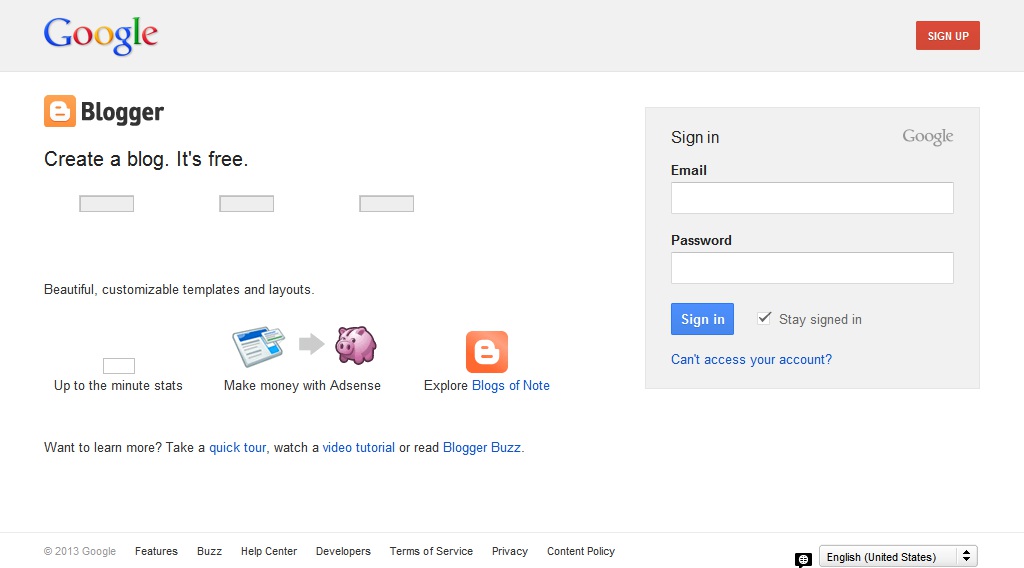 Google
SIGN UP
Blogger
Create a blog. It's free.
Beautiful, customizable templates and layouts.
Up to the minute stats
Make money with Adsense
Explore Blogs of Note
Want to learn more? Take a quick tour, watch a video tutorial or read Blogger Buzz.
Sign in
Google
Email
Password
Sign in
Stay signed in
Can't access your account?
© 2013 Google Features Buzz Help Center Developers Terms of Service Privacy Content Policy
English (United States)